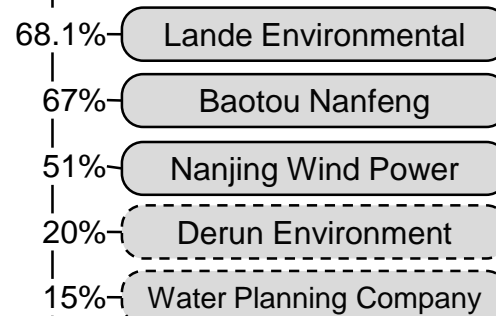 68.1% Lande Environmental
67% Baotou Nanfeng
51% Nanjing Wind Power
20% Derun Environment
15% Water Planning Company